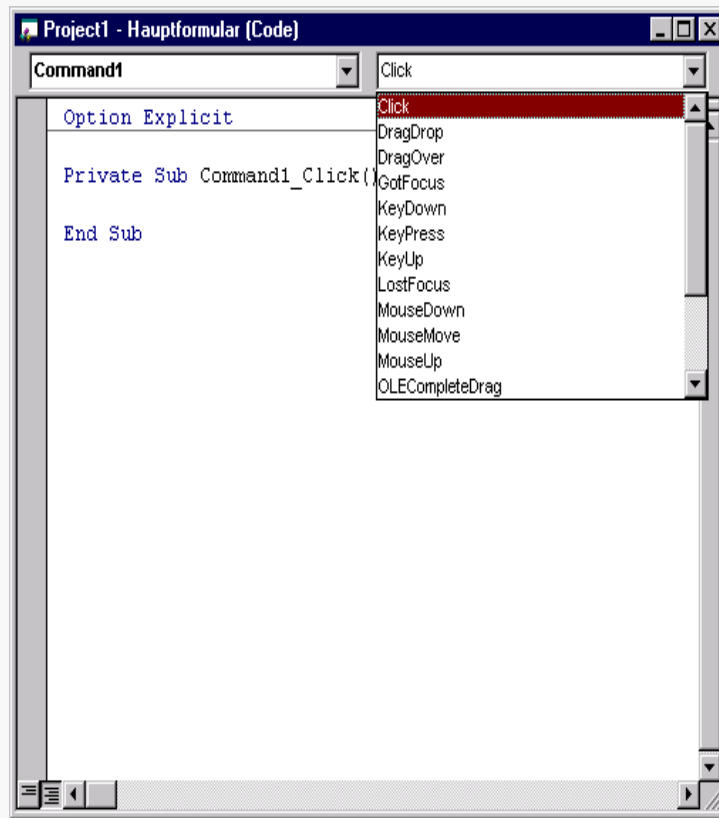 Project1 - Hauptformular (Code)
Command1
Click
Option Explicit
Private Sub Command1_Click()
End Sub
Click
DragDrop
DragOver
GotFocus
KeyDown
KeyPress
KeyUp
LostFocus
MouseDown
MouseMove
MouseUp
OLECompleteDrag